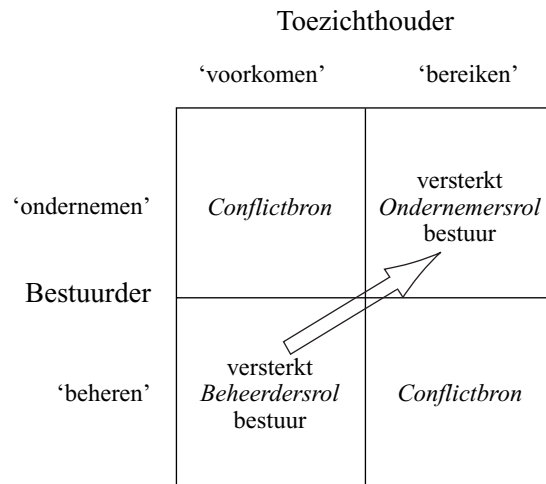 Toezichthouder
‘voorkomen’ ‘bereiken’
‘ondernemen’
Conflictbron
versterkt
Ondernemersrol
bestuur
Bestuurder
‘beheren’
versterkt
Beheerdersrol
bestuur
Conflictbron